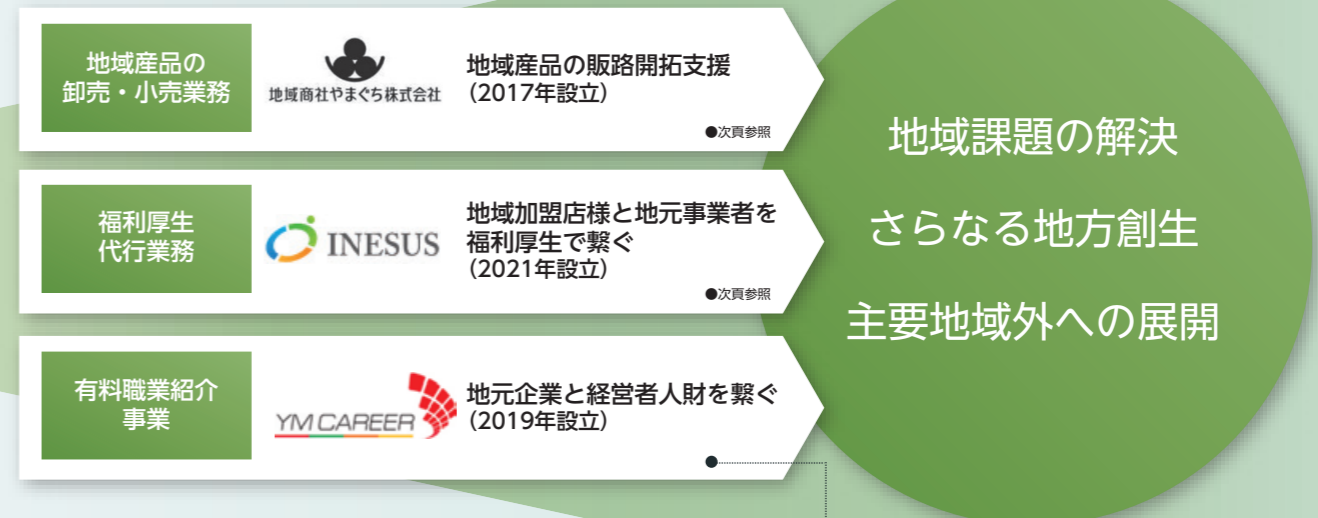 地域産品の
卸売・小売業務
地域商社やまぐち株式会社
地域産品の販路開拓支援
（2017年設立）
●次頁参照
福利厚生
代行業務
INESUS
地域加盟店様と地元事業者を
福利厚生で繋ぐ
（2021年設立）
●次頁参照
有料職業紹介
事業
YM CAREER
地元企業と経営者人財を繋ぐ
（2019年設立）
地域課題の解決
さらなる地方創生
主要地域外への展開